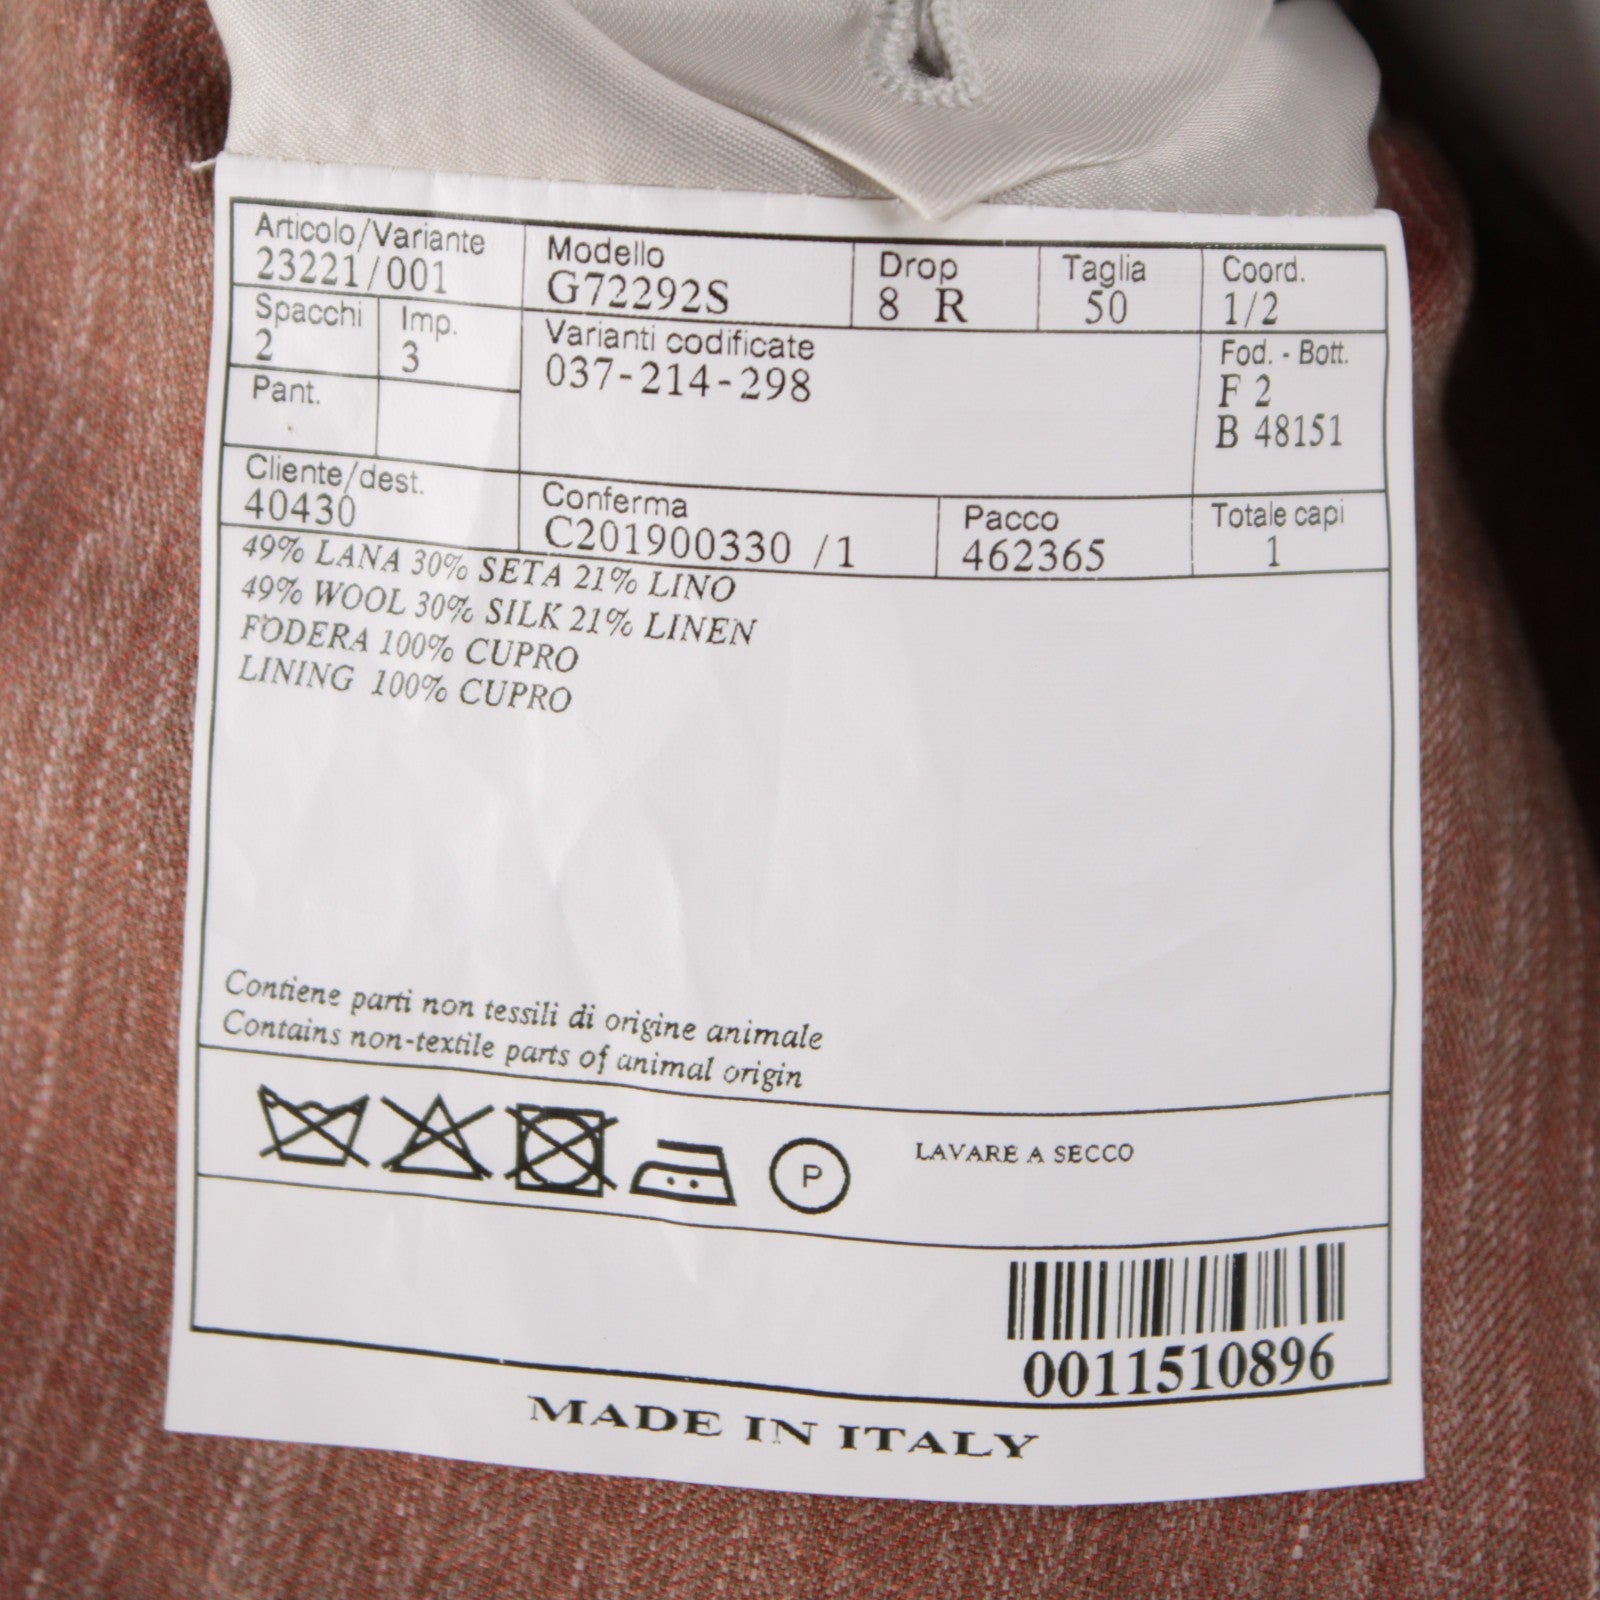 Articolo/Variante Modello Drop Taglia Coord.
23221/001 G72292S 8 R 50 1/2
Spacchi Imp. Varianti codificate Fod. - Bott.
2 3 037-214-298 F 2
Pant. B 48151
Cliente/dest. Conferma Pacco Totale capi
40430 C201900330 /1 462365 1
49% LANA 30% SETA 21% LINO
49% WOOL 30% SILK 21% LINEN
FODERA 100% CUPRO
LINING 100% CUPRO
Contiene parti non tessili di origine animale
Contains non-textile parts of animal origin
P LAVARE A SECCO
0011510896
MADE IN ITALY